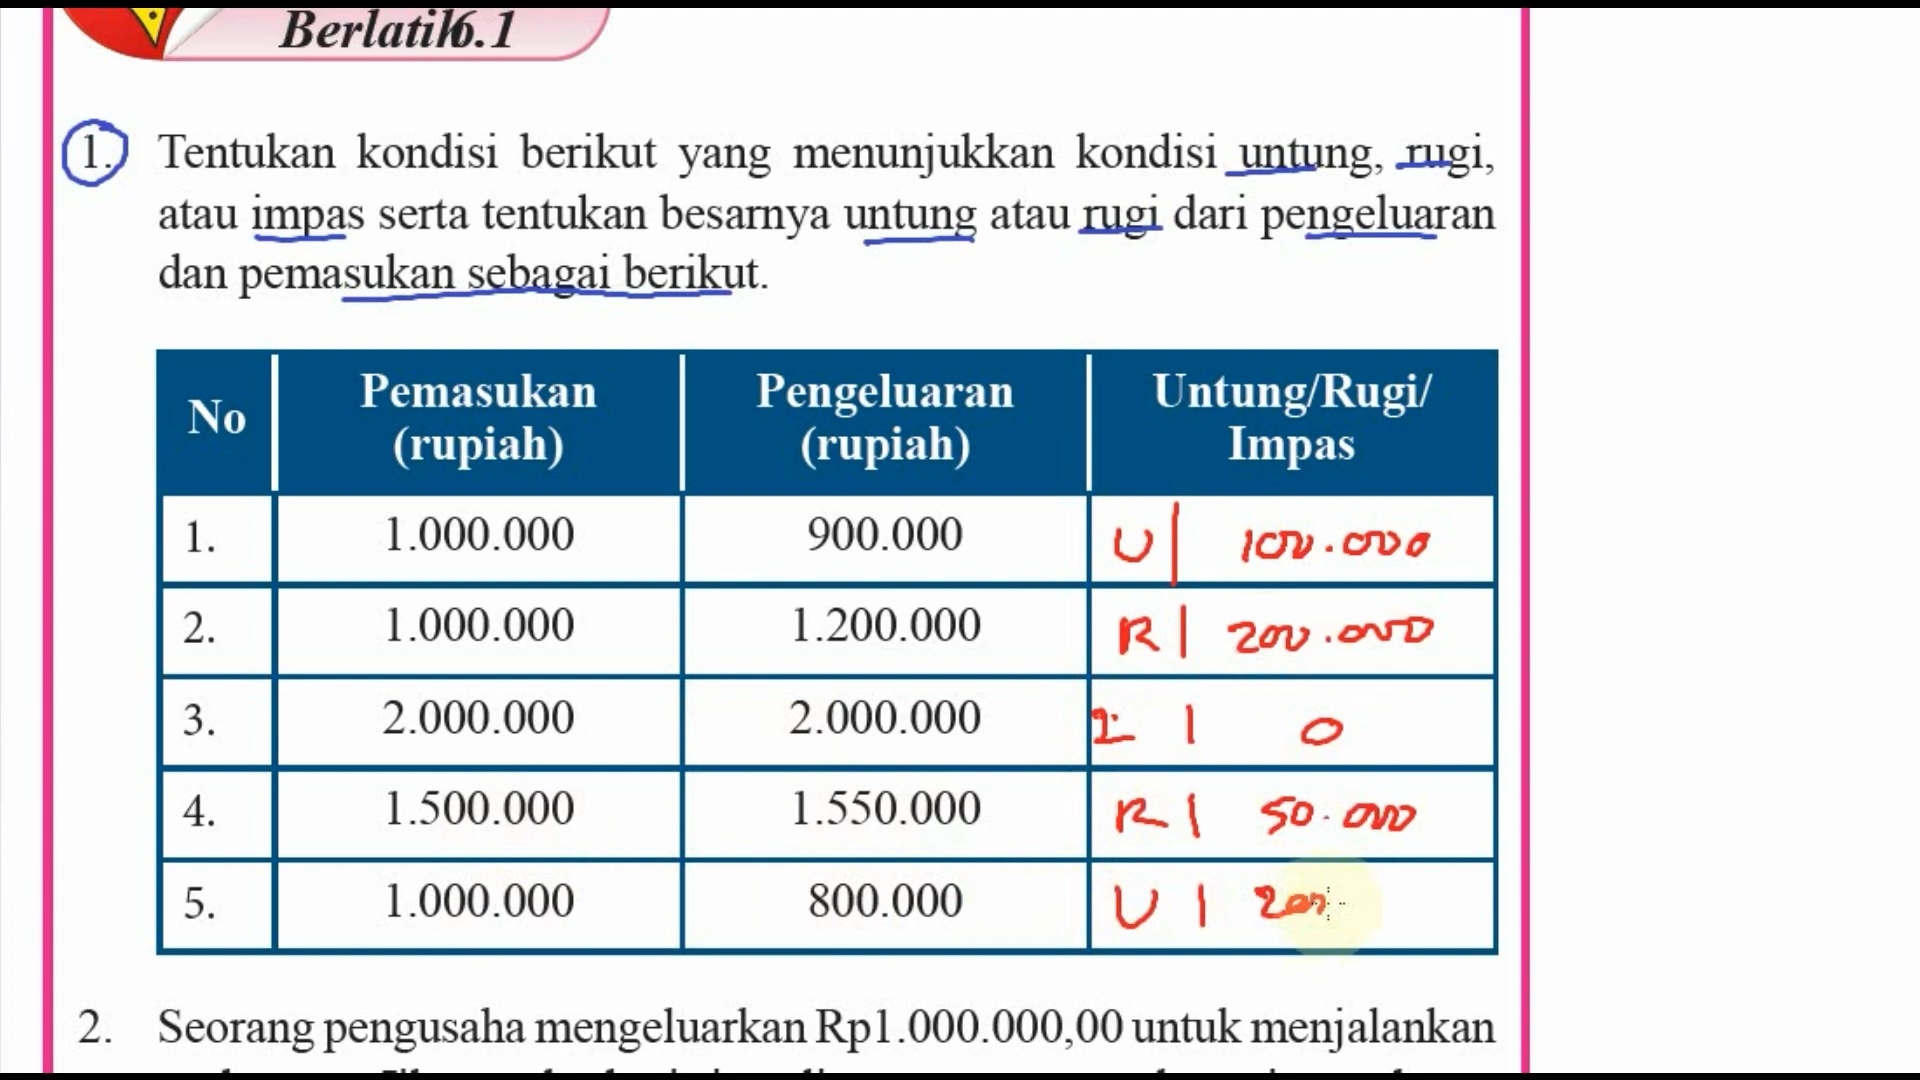 Berlatih 6.1
1. Tentukan kondisi berikut yang menunjukkan kondisi untung, rugi,
atau impas serta tentukan besarnya untung atau rugi dari pengeluaran
dan pemasukan sebagai berikut.
No Pemasukan (rupiah) Pengeluaran (rupiah) Untung/Rugi/ Impas
1. 1.000.000 900.000 U | 100.000
2. 1.000.000 1.200.000 R | 200.000
3. 2.000.000 2.000.000 I | 0
4. 1.500.000 1.550.000 R | 50.000
5. 1.000.000 800.000 U | 200
2. Seorang pengusaha mengeluarkan Rp1.000.000,00 untuk menjalankan